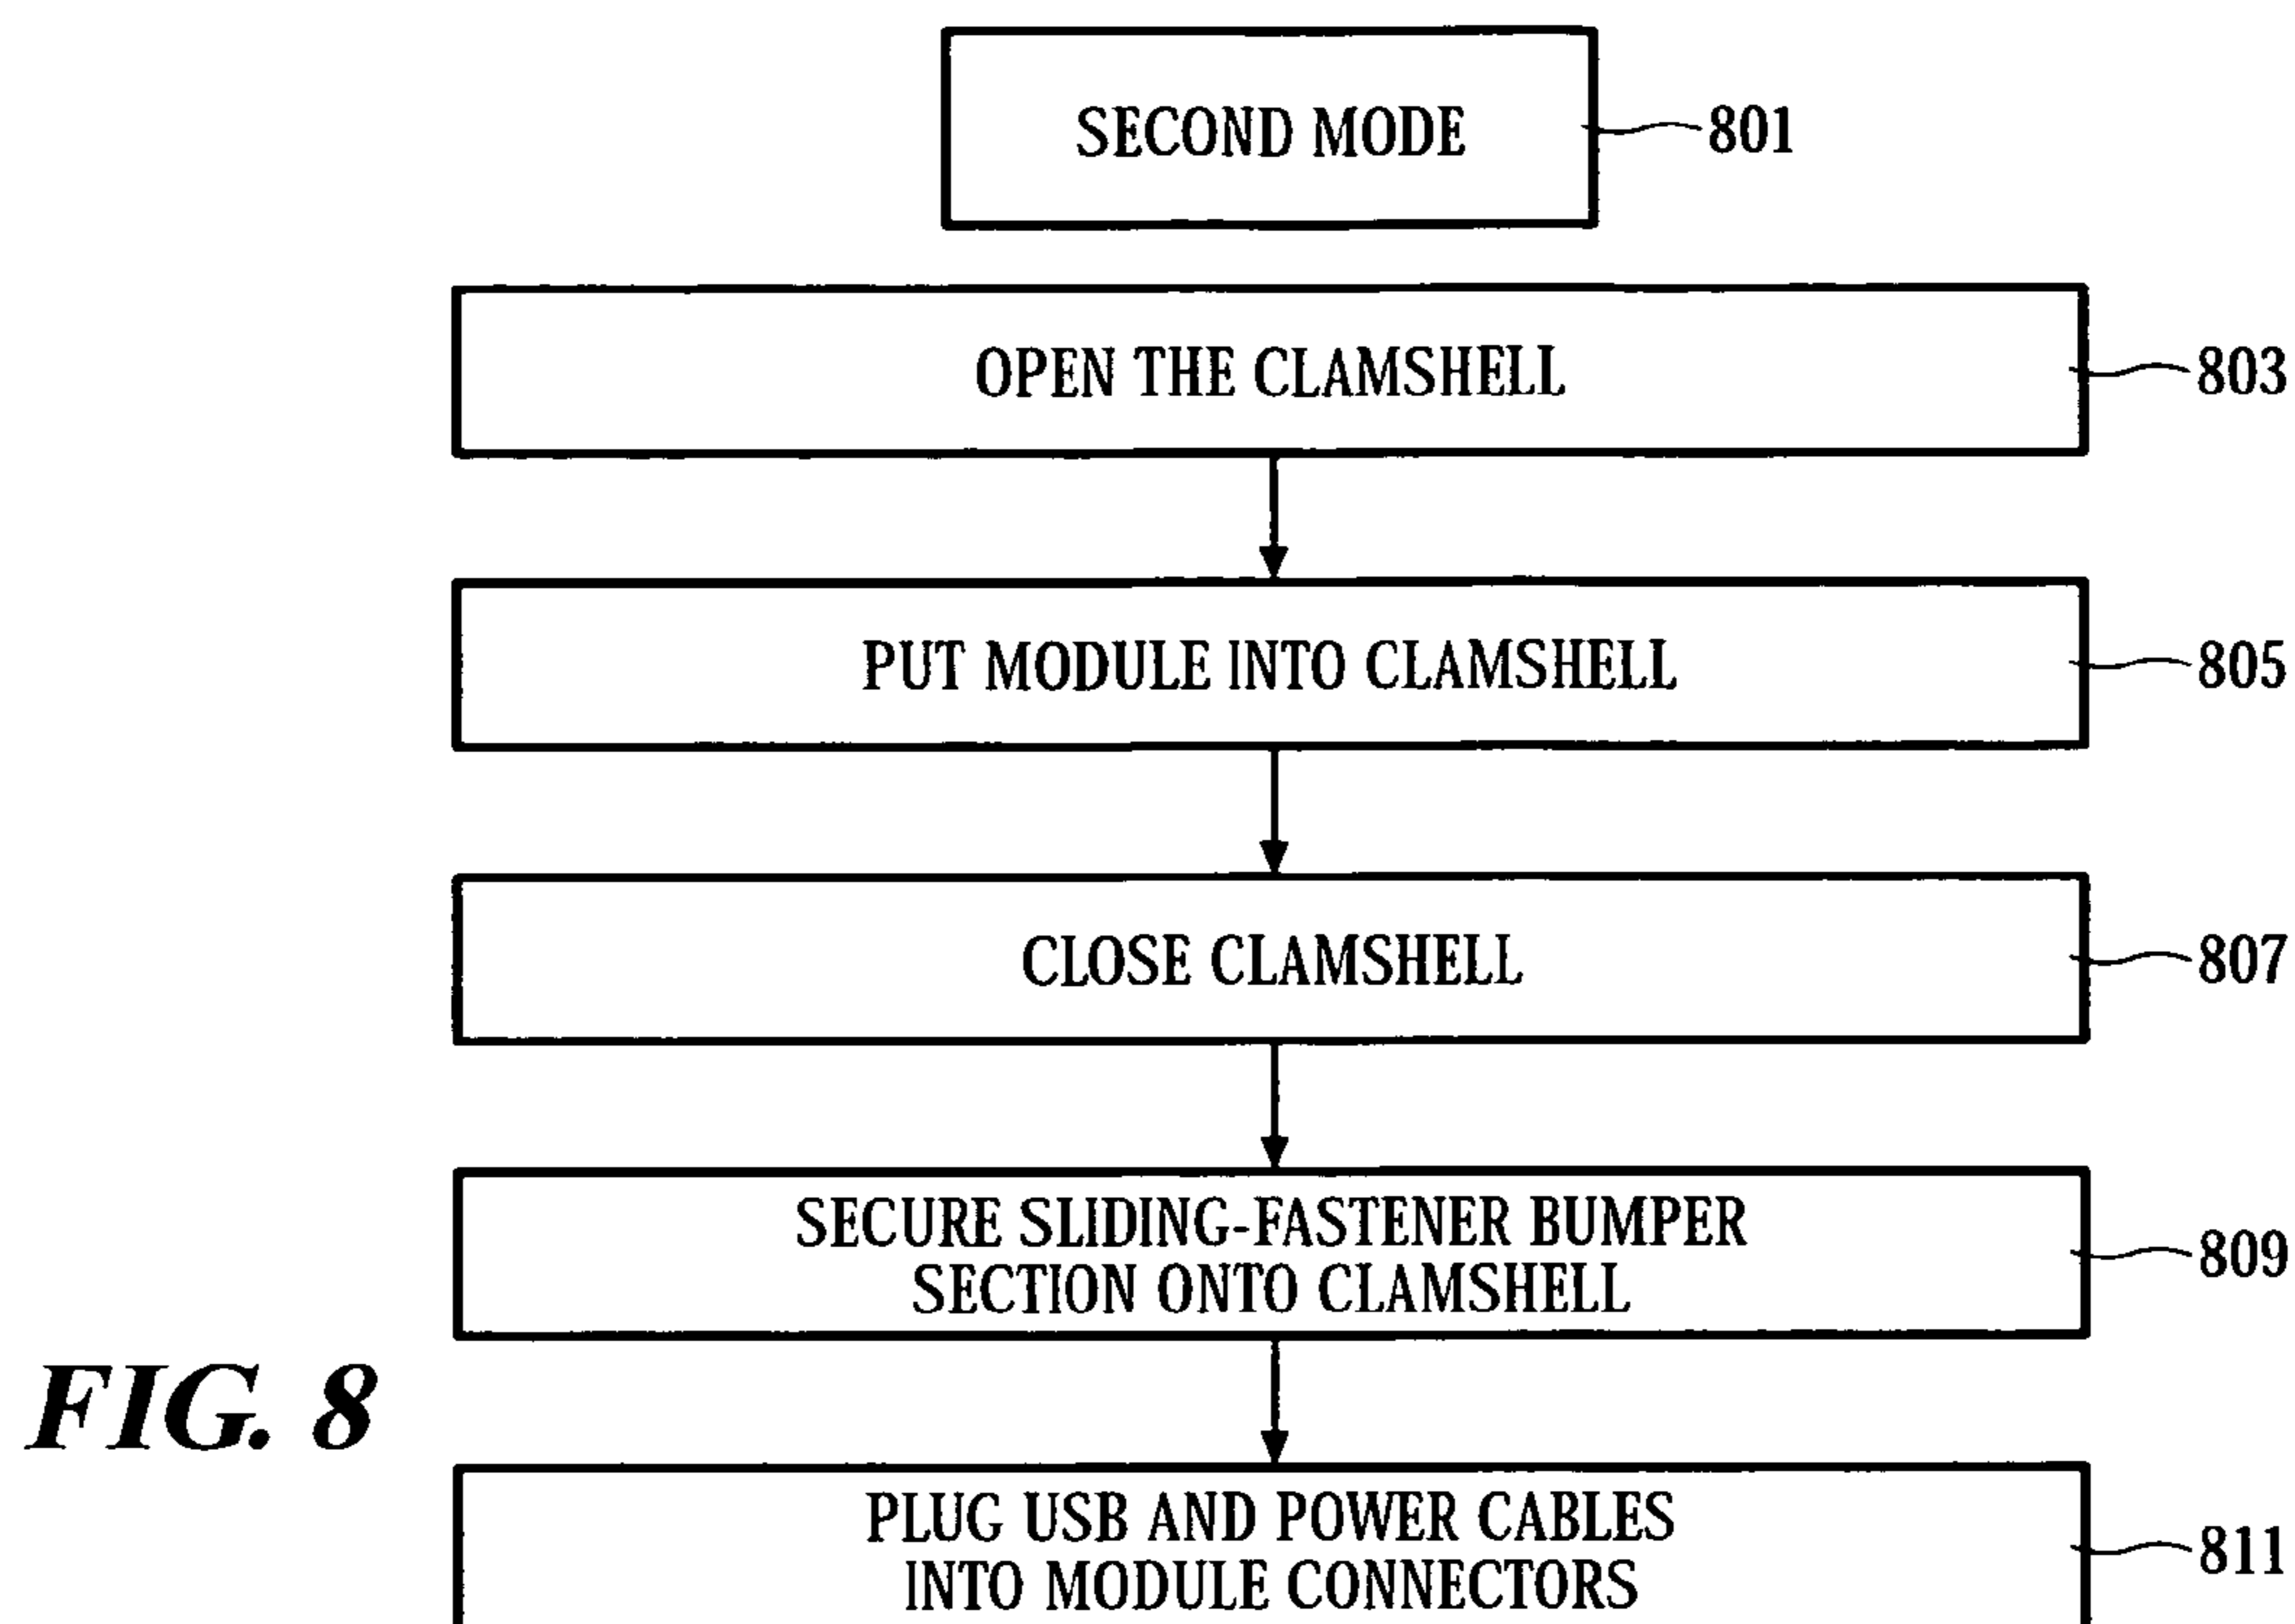 SECOND MODE
801
OPEN THE CLAMSHELL
803
PUT MODULE INTO CLAMSHELL
805
CLOSE CLAMSHELL
807
SECURE SLIDING-FASTENER BUMPER
SECTION ONTO CLAMSHELL
809
FIG. 8
PLUG USB AND POWER CABLES
INTO MODULE CONNECTORS
811